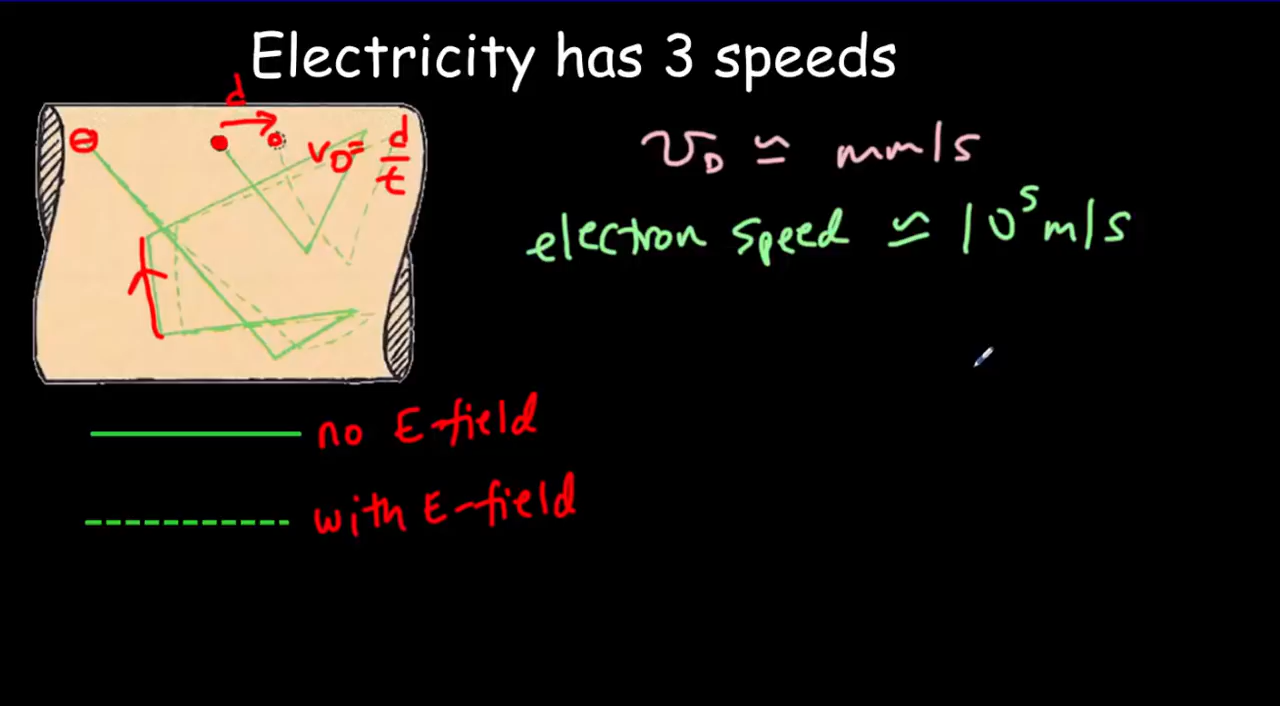 Electricity has 3 speeds
d
⊖
v_D = d/t
v_D ≃ mm/s
electron speed ≃ 10^5 m/s
no E-field
with E-field